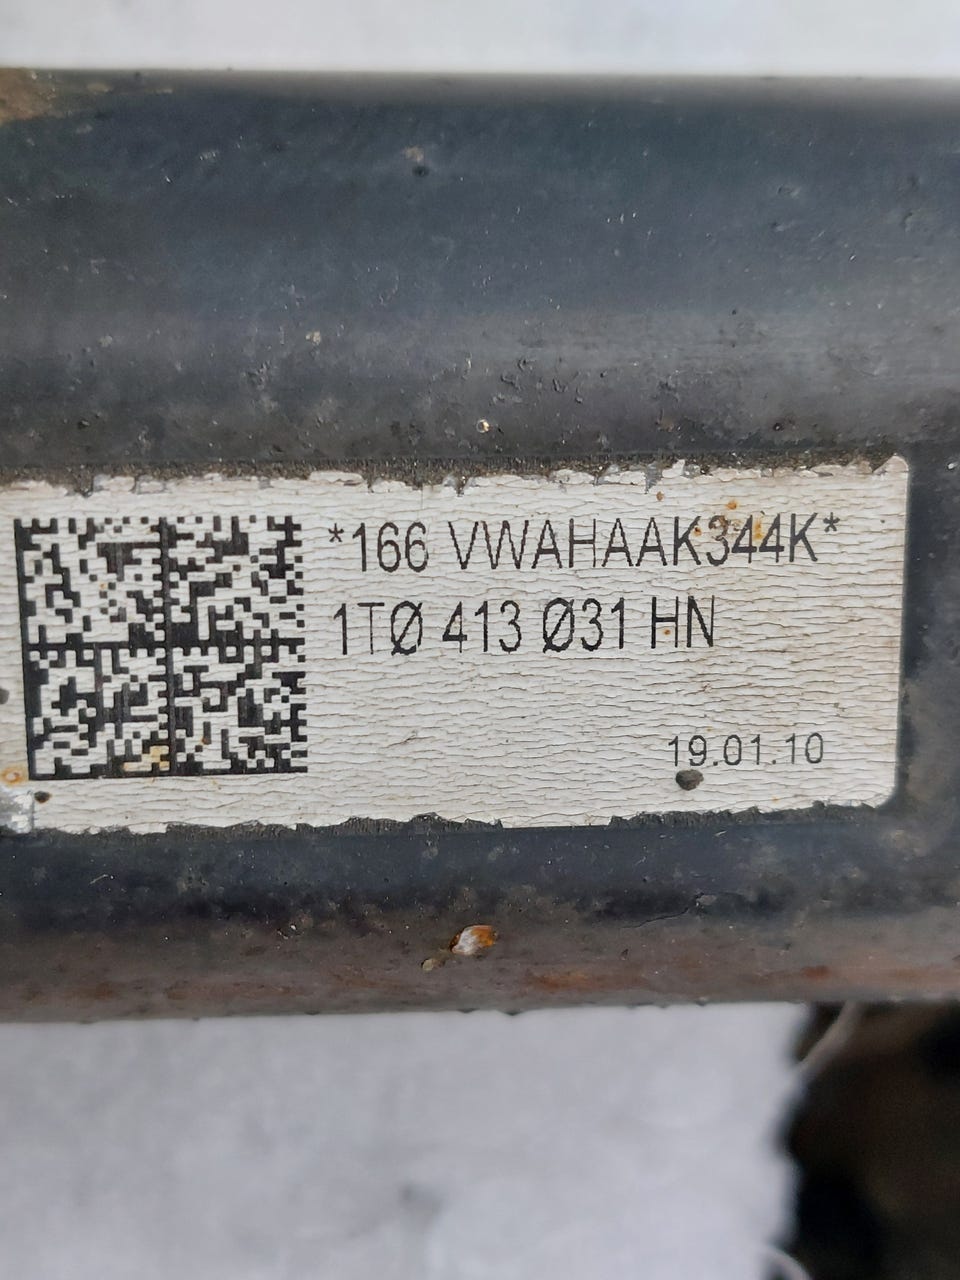 *166 VWAHAAK344K*
1TØ 413 Ø31 HN
19.01.10